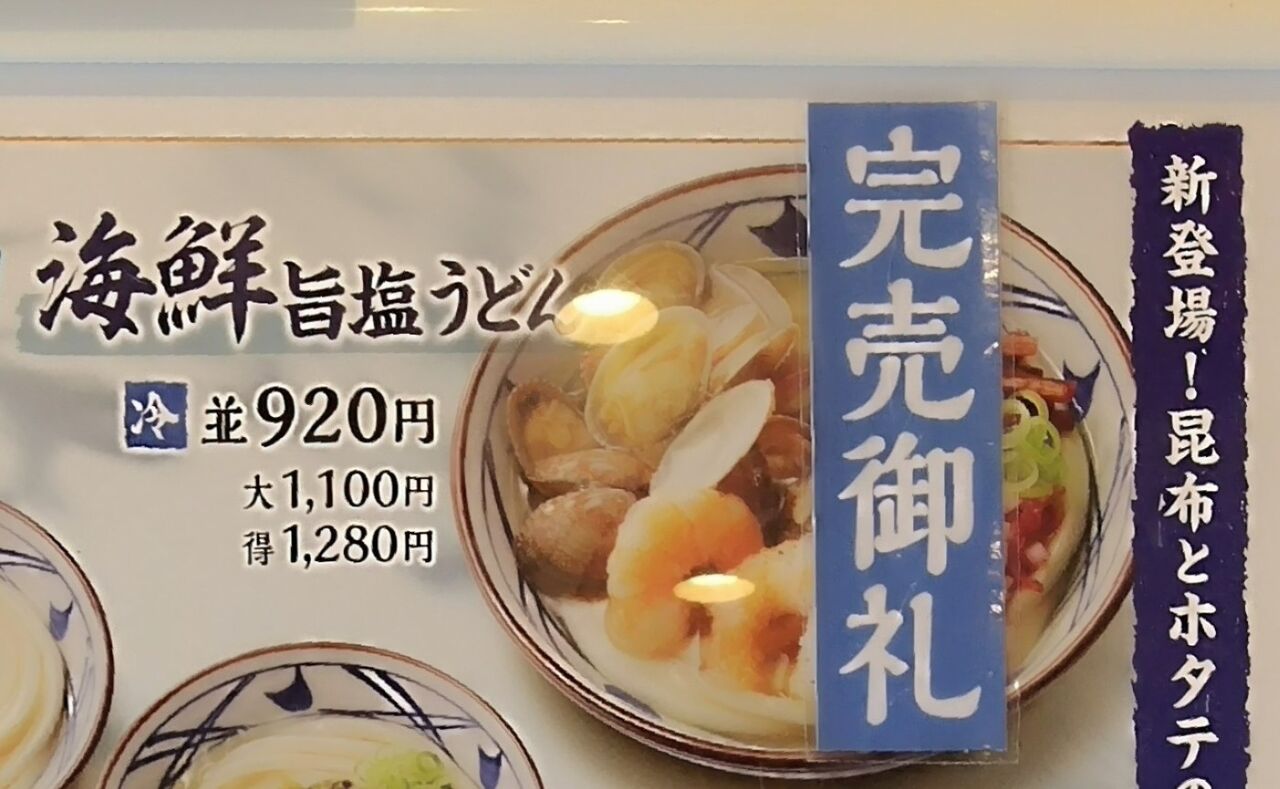 海鮮旨塩うどん
冷 並920円
大1,100円
得1,280円
完売御礼
新登場!昆布とホタテの